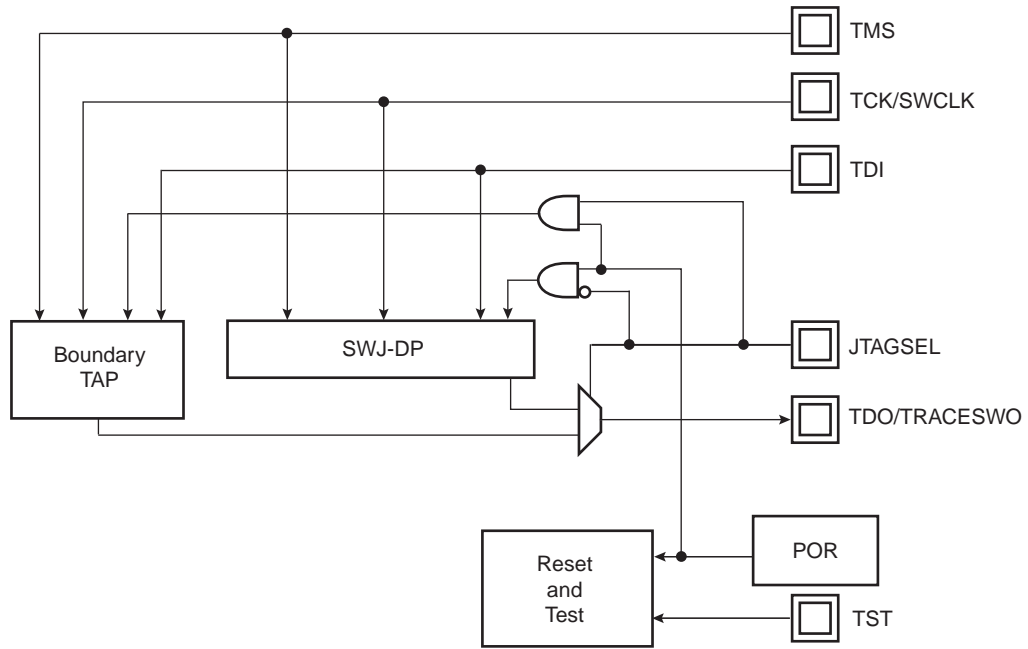 TMS
TCK/SWCLK
TDI
Boundary
TAP
SWJ-DP
JTAGSEL
TDO/TRACESWO
POR
Reset
and
Test
TST